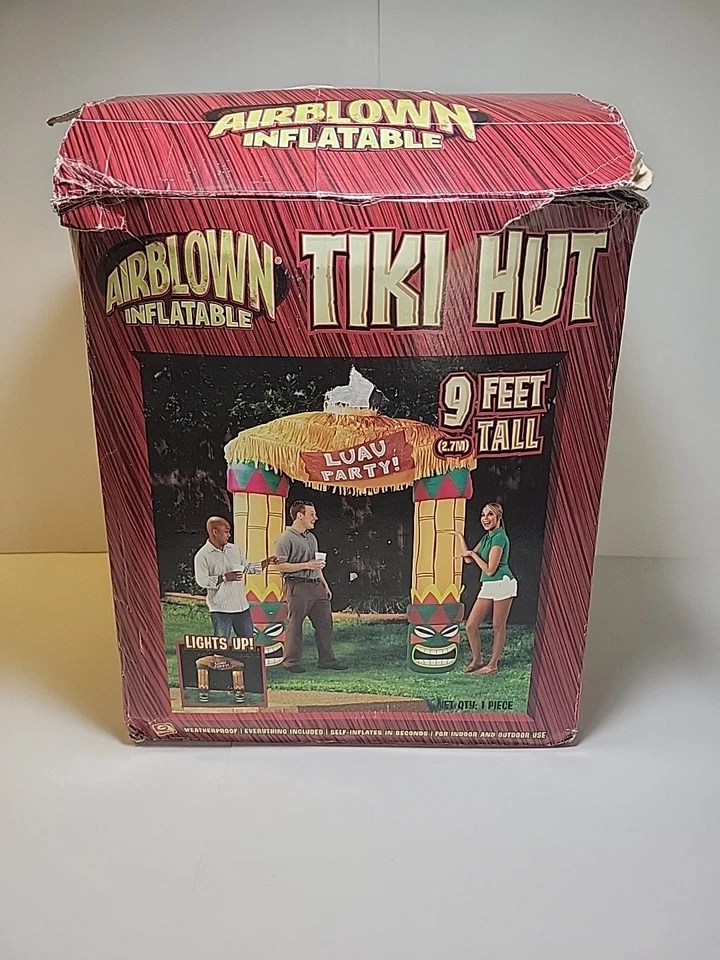 AIRBLOWN
INFLATABLE
AIRBLOWN®
INFLATABLE
TIKI HUT
9 FEET
(2.7M) TALL
LUAU
PARTY!
LIGHTS UP!
NET QTY: 1 PIECE
WEATHERPROOF | EVERYTHING INCLUDED | SELF-INFLATES IN SECONDS | FOR INDOOR AND OUTDOOR USE